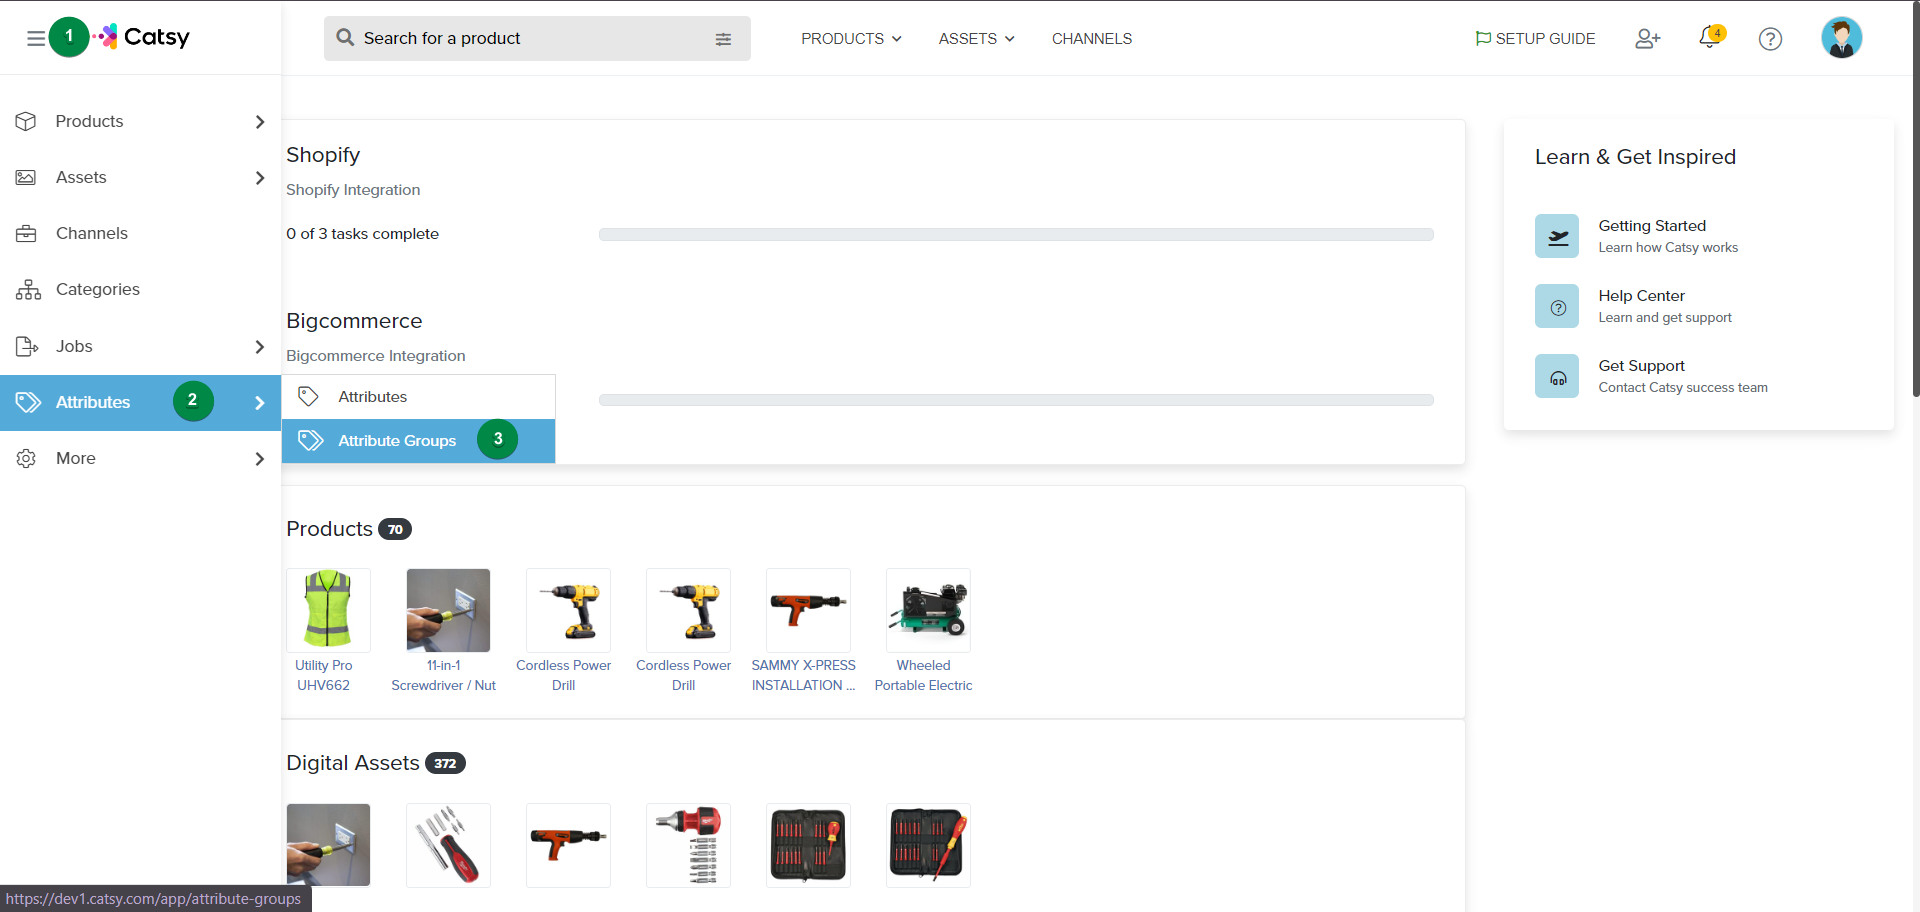 1
Catsy
Search for a product
PRODUCTS
ASSETS
CHANNELS
SETUP GUIDE
4
Products
Assets
Channels
Categories
Jobs
Attributes
2
More
Attributes
Attribute Groups
3
Shopify
Shopify Integration
0 of 3 tasks complete
Bigcommerce
Bigcommerce Integration
Learn & Get Inspired
Getting Started
Learn how Catsy works
Help Center
Learn and get support
Get Support
Contact Catsy success team
Products 70
Utility Pro
UHV662
11-in-1
Screwdriver / Nut
Cordless Power
Drill
Cordless Power
Drill
SAMMY X-PRESS
INSTALLATION ...
Wheeled
Portable Electric
Digital Assets 372
https://dev1.catsy.com/app/attribute-groups